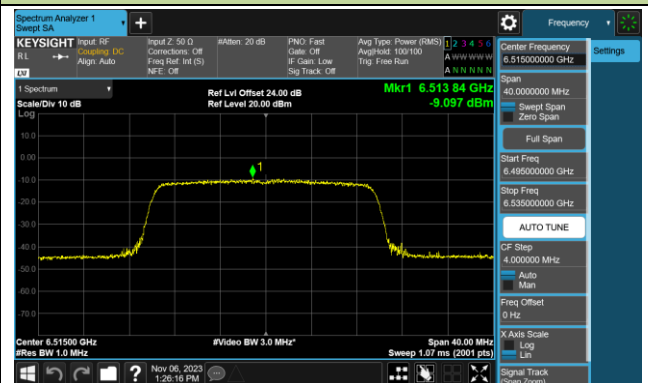 Spectrum Analyzer 1
Swept SA
Frequency
KEYSIGHT
Input: RF
Coupling: DC
Align: Auto
Input Z: 50 Ω
Corrections: Off
Freq Ref: Int (S)
NFE: Off
#Atten: 20 dB
PNO: Fast
Gate: Off
IF Gain: Low
Sig Track: Off
Avg Type: Power (RMS)
Avg|Hold: 100/100
Trig: Free Run
1 2 3 4 5 6
A W W W W W
A N N N N N
RL
LXI
1 Spectrum
Scale/Div 10 dB
Log
Ref Lvl Offset 24.00 dB
Ref Level 20.00 dBm
Mkr1 6.513 84 GHz
-9.097 dBm
10.0
0.00
-10.0
-20.0
-30.0
-40.0
-50.0
-60.0
-70.0
1
Center 6.51500 GHz
#Res BW 1.0 MHz
#Video BW 3.0 MHz*
Span 40.00 MHz
Sweep 1.07 ms (2001 pts)
Nov 06, 2023
1:26:16 PM
Center Frequency
6.515000000 GHz
Settings
Span
40.0000000 MHz
Swept Span
Zero Span
Full Span
Start Freq
6.495000000 GHz
Stop Freq
6.535000000 GHz
AUTO TUNE
CF Step
4.000000 MHz
Auto
Man
Freq Offset
0 Hz
X Axis Scale
Log
Lin
Signal Track
(Span Zoom)